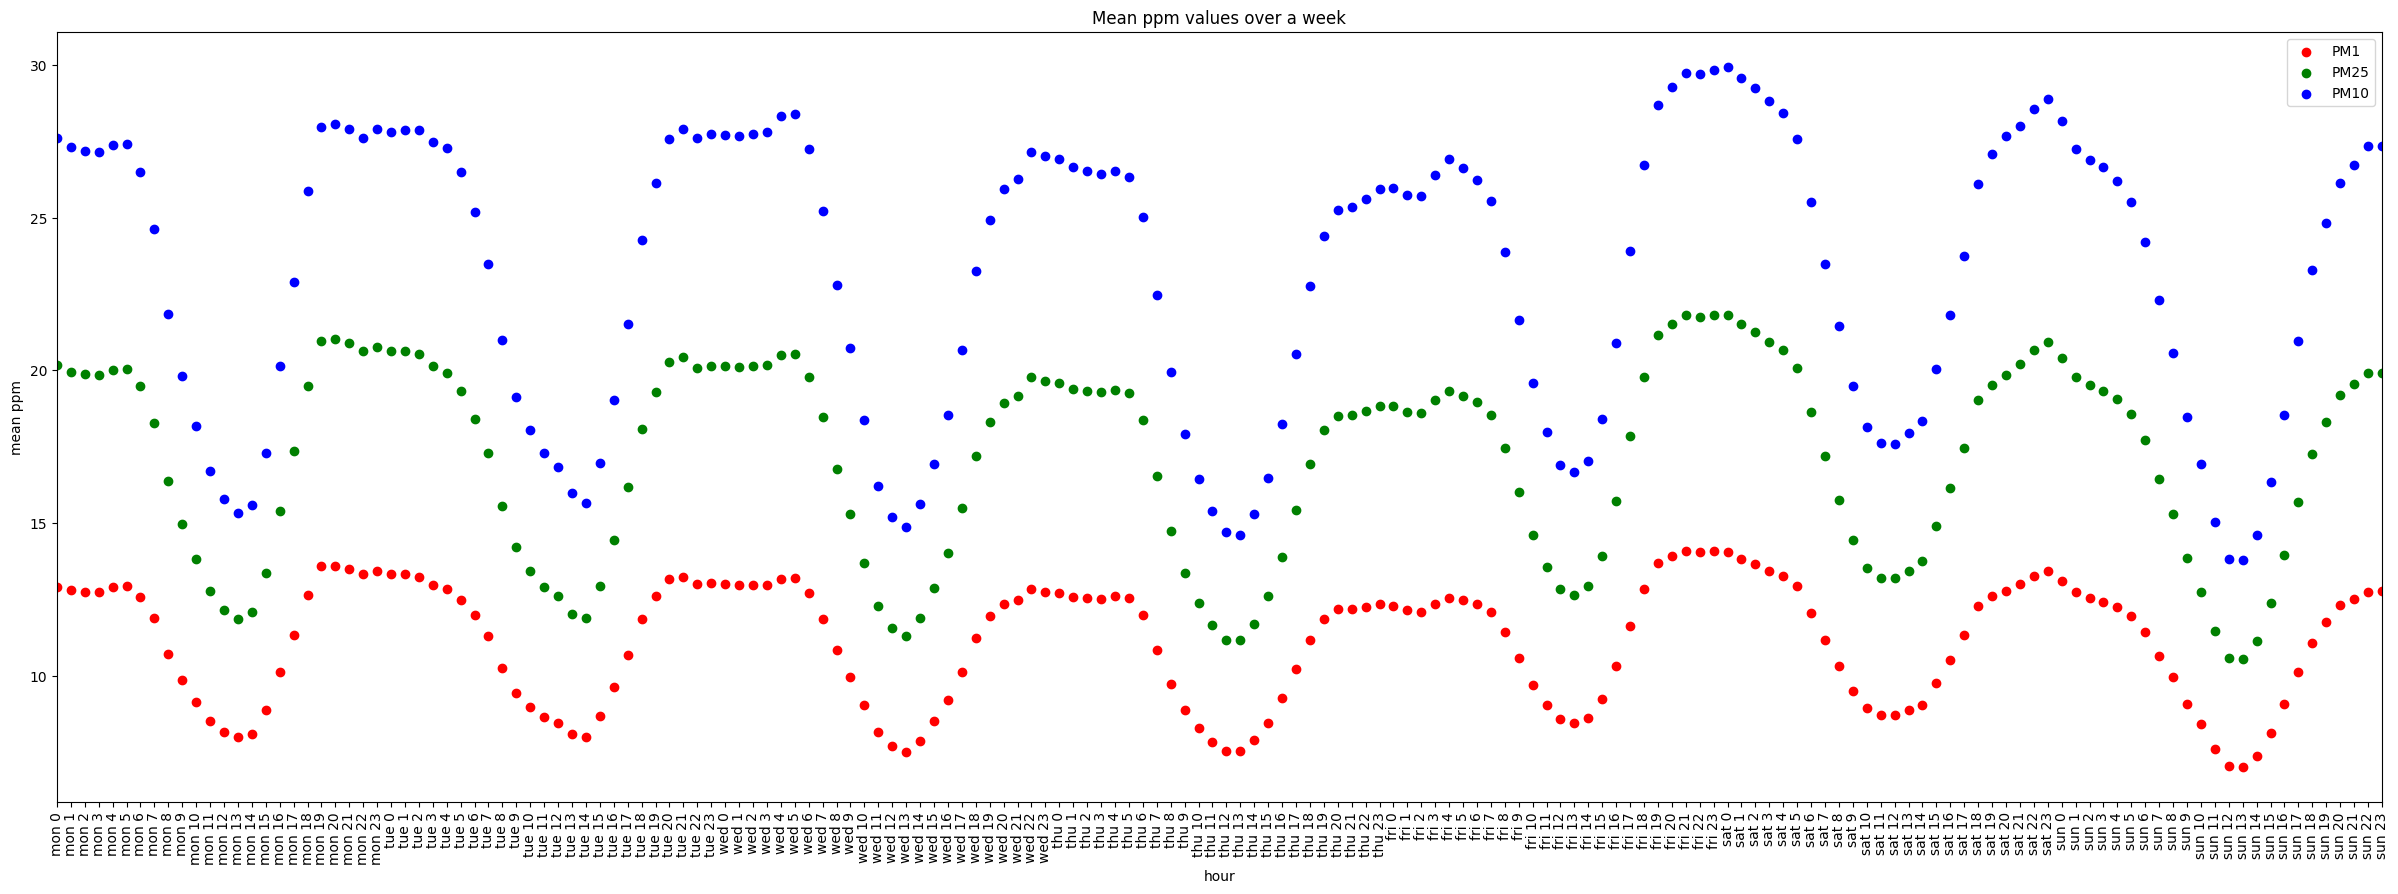 Mean ppm values over a week
PM1
PM25
PM10
mean ppm
30
25
20
15
10
mon 0
mon 1
mon 2
mon 3
mon 4
mon 5
mon 6
mon 7
mon 8
mon 9
mon 10
mon 11
mon 12
mon 13
mon 14
mon 15
mon 16
mon 17
mon 18
mon 19
mon 20
mon 21
mon 22
mon 23
tue 0
tue 1
tue 2
tue 3
tue 4
tue 5
tue 6
tue 7
tue 8
tue 9
tue 10
tue 11
tue 12
tue 13
tue 14
tue 15
tue 16
tue 17
tue 18
tue 19
tue 20
tue 21
tue 22
tue 23
wed 0
wed 1
wed 2
wed 3
wed 4
wed 5
wed 6
wed 7
wed 8
wed 9
wed 10
wed 11
wed 12
wed 13
wed 14
wed 15
wed 16
wed 17
wed 18
wed 19
wed 20
wed 21
wed 22
wed 23
thu 0
thu 1
thu 2
thu 3
thu 4
thu 5
thu 6
thu 7
thu 8
thu 9
thu 10
thu 11
thu 12
thu 13
thu 14
thu 15
thu 16
thu 17
thu 18
thu 19
thu 20
thu 21
thu 22
thu 23
fri 0
fri 1
fri 2
fri 3
fri 4
fri 5
fri 6
fri 7
fri 8
fri 9
fri 10
fri 11
fri 12
fri 13
fri 14
fri 15
fri 16
fri 17
fri 18
fri 19
fri 20
fri 21
fri 22
fri 23
sat 0
sat 1
sat 2
sat 3
sat 4
sat 5
sat 6
sat 7
sat 8
sat 9
sat 10
sat 11
sat 12
sat 13
sat 14
sat 15
sat 16
sat 17
sat 18
sat 19
sat 20
sat 21
sat 22
sat 23
sun 0
sun 1
sun 2
sun 3
sun 4
sun 5
sun 6
sun 7
sun 8
sun 9
sun 10
sun 11
sun 12
sun 13
sun 14
sun 15
sun 16
sun 17
sun 18
sun 19
sun 20
sun 21
sun 22
sun 23
hour